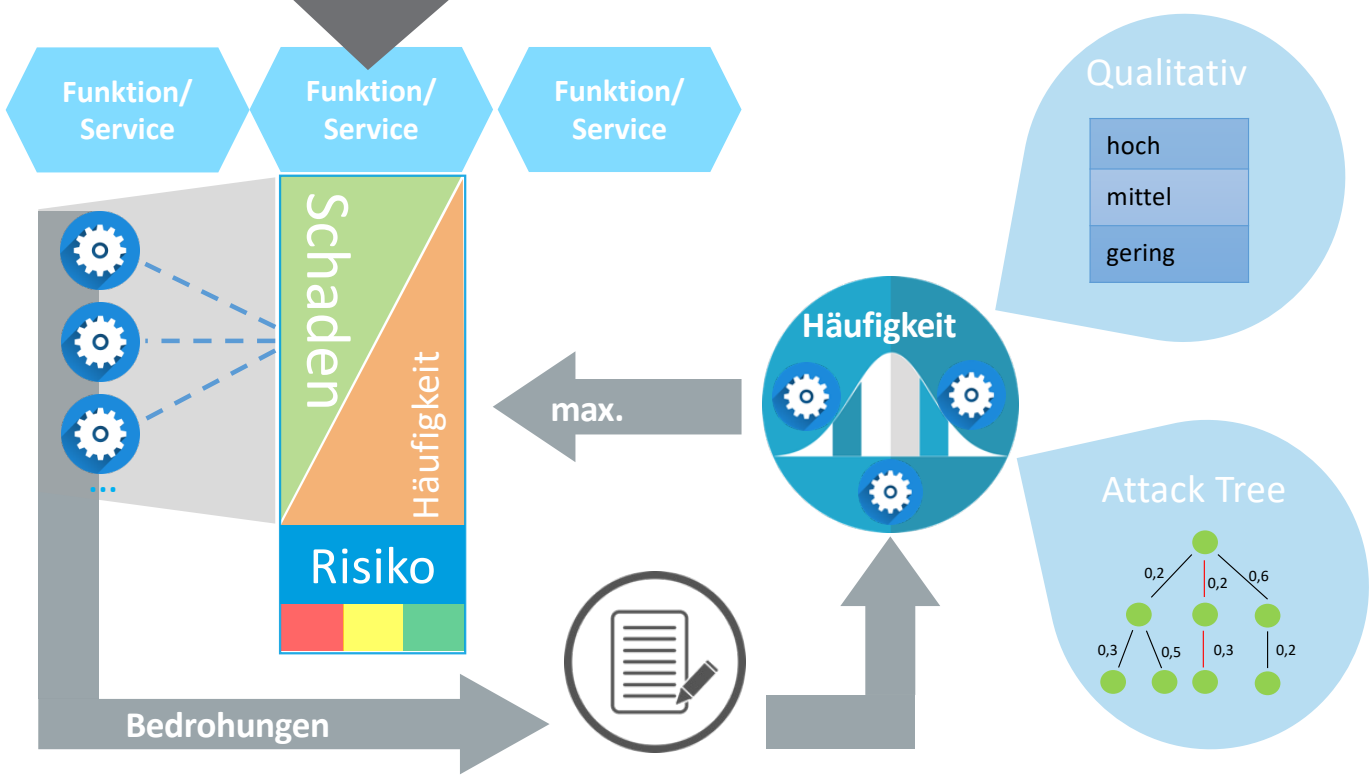 Funktion/
Service
Funktion/
Service
Funktion/
Service
Schaden
Häufigkeit
Risiko
...
Bedrohungen
max.
Häufigkeit
Qualitativ
hoch
mittel
gering
Attack Tree
0,2
0,2
0,6
0,3
0,5
0,3
0,2